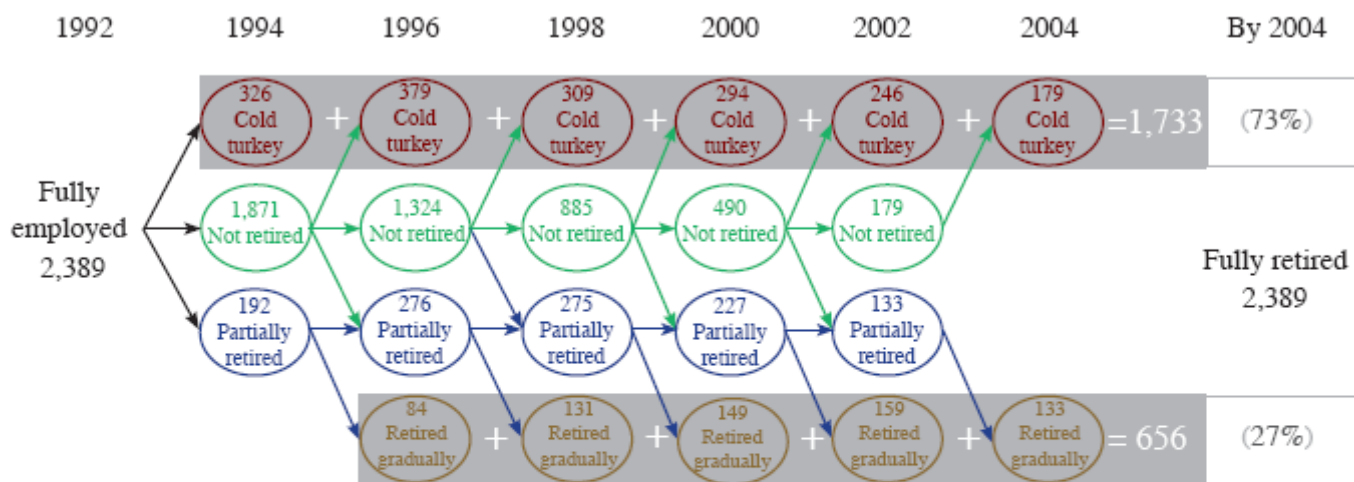 1992 1994 1996 1998 2000 2002 2004 By 2004
326 + 379 + 309 + 294 + 246 + 179 =1,733 (73%)
Cold Cold Cold Cold Cold Cold
turkey turkey turkey turkey turkey turkey
Fully
employed
2,389
1,871 1,324 885 490 179
Not retired Not retired Not retired Not retired Not retired
Fully retired
2,389
192 276 275 227 133
Partially Partially Partially Partially Partially
retired retired retired retired retired
84 + 131 + 149 + 159 + 133 = 656 (27%)
Retired Retired Retired Retired Retired
gradually gradually gradually gradually gradually